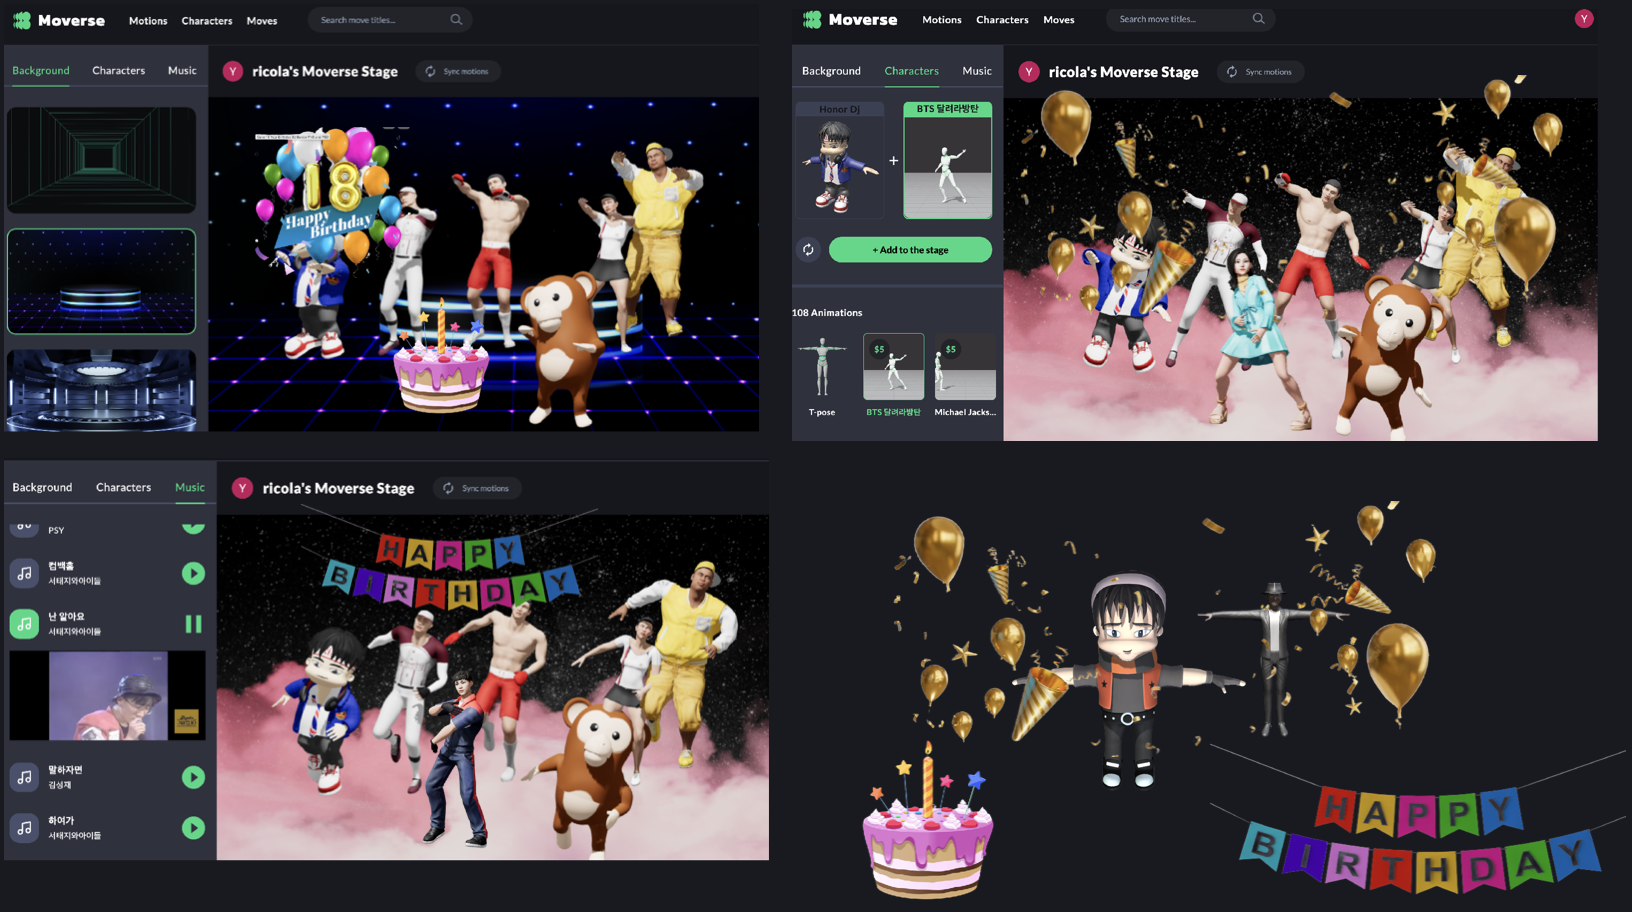 Moverse
Motions
Characters
Moves
Search move titles...
Background
Characters
Music
Y
ricola's Moverse Stage
Sync motions
18
Happy
Birthday
Moverse
Motions
Characters
Moves
Search move titles...
Y
Background
Characters
Music
Y
ricola's Moverse Stage
Sync motions
Honor Dj
BTS 달려라방탄
+
+ Add to the stage
108 Animations
$5
$5
T-pose
BTS 달려라방탄
Michael Jacks...
Background
Characters
Music
Y
ricola's Moverse Stage
Sync motions
PSY
컴백홈
서태지와아이들
난 알아요
서태지와아이들
말하자면
김성재
하여가
서태지와아이들
HAPPY
BIRTHDAY
HAPPY
BIRTHDAY